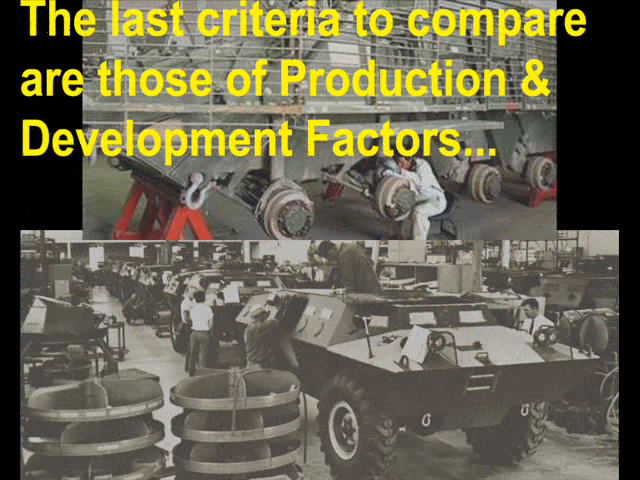 The last criteria to compare
are those of Production &
Development Factors...